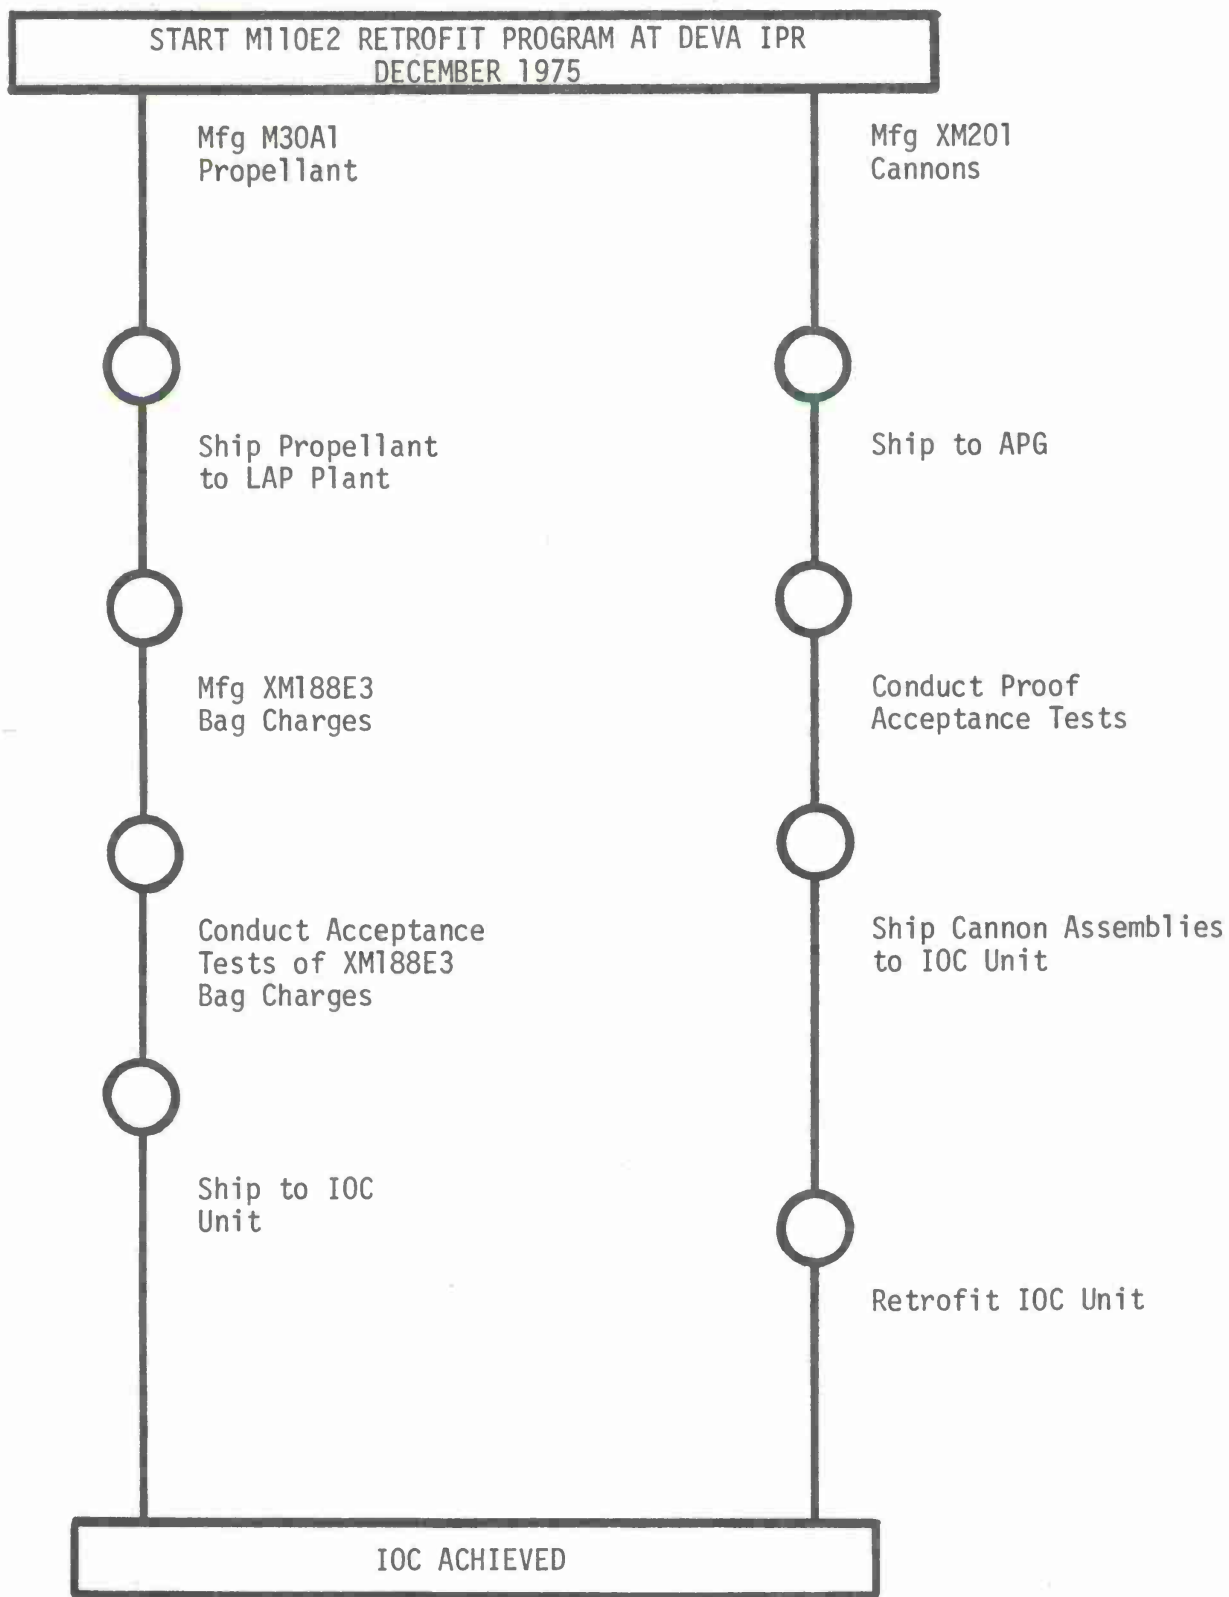 START M110E2 RETROFIT PROGRAM AT DEVA IPR
DECEMBER 1975
Mfg M30A1
Propellant
Ship Propellant
to LAP Plant
Mfg XM188E3
Bag Charges
Conduct Acceptance
Tests of XM188E3
Bag Charges
Ship to IOC
Unit
Mfg XM201
Cannons
Ship to APG
Conduct Proof
Acceptance Tests
Ship Cannon Assemblies
to IOC Unit
Retrofit IOC Unit
IOC ACHIEVED